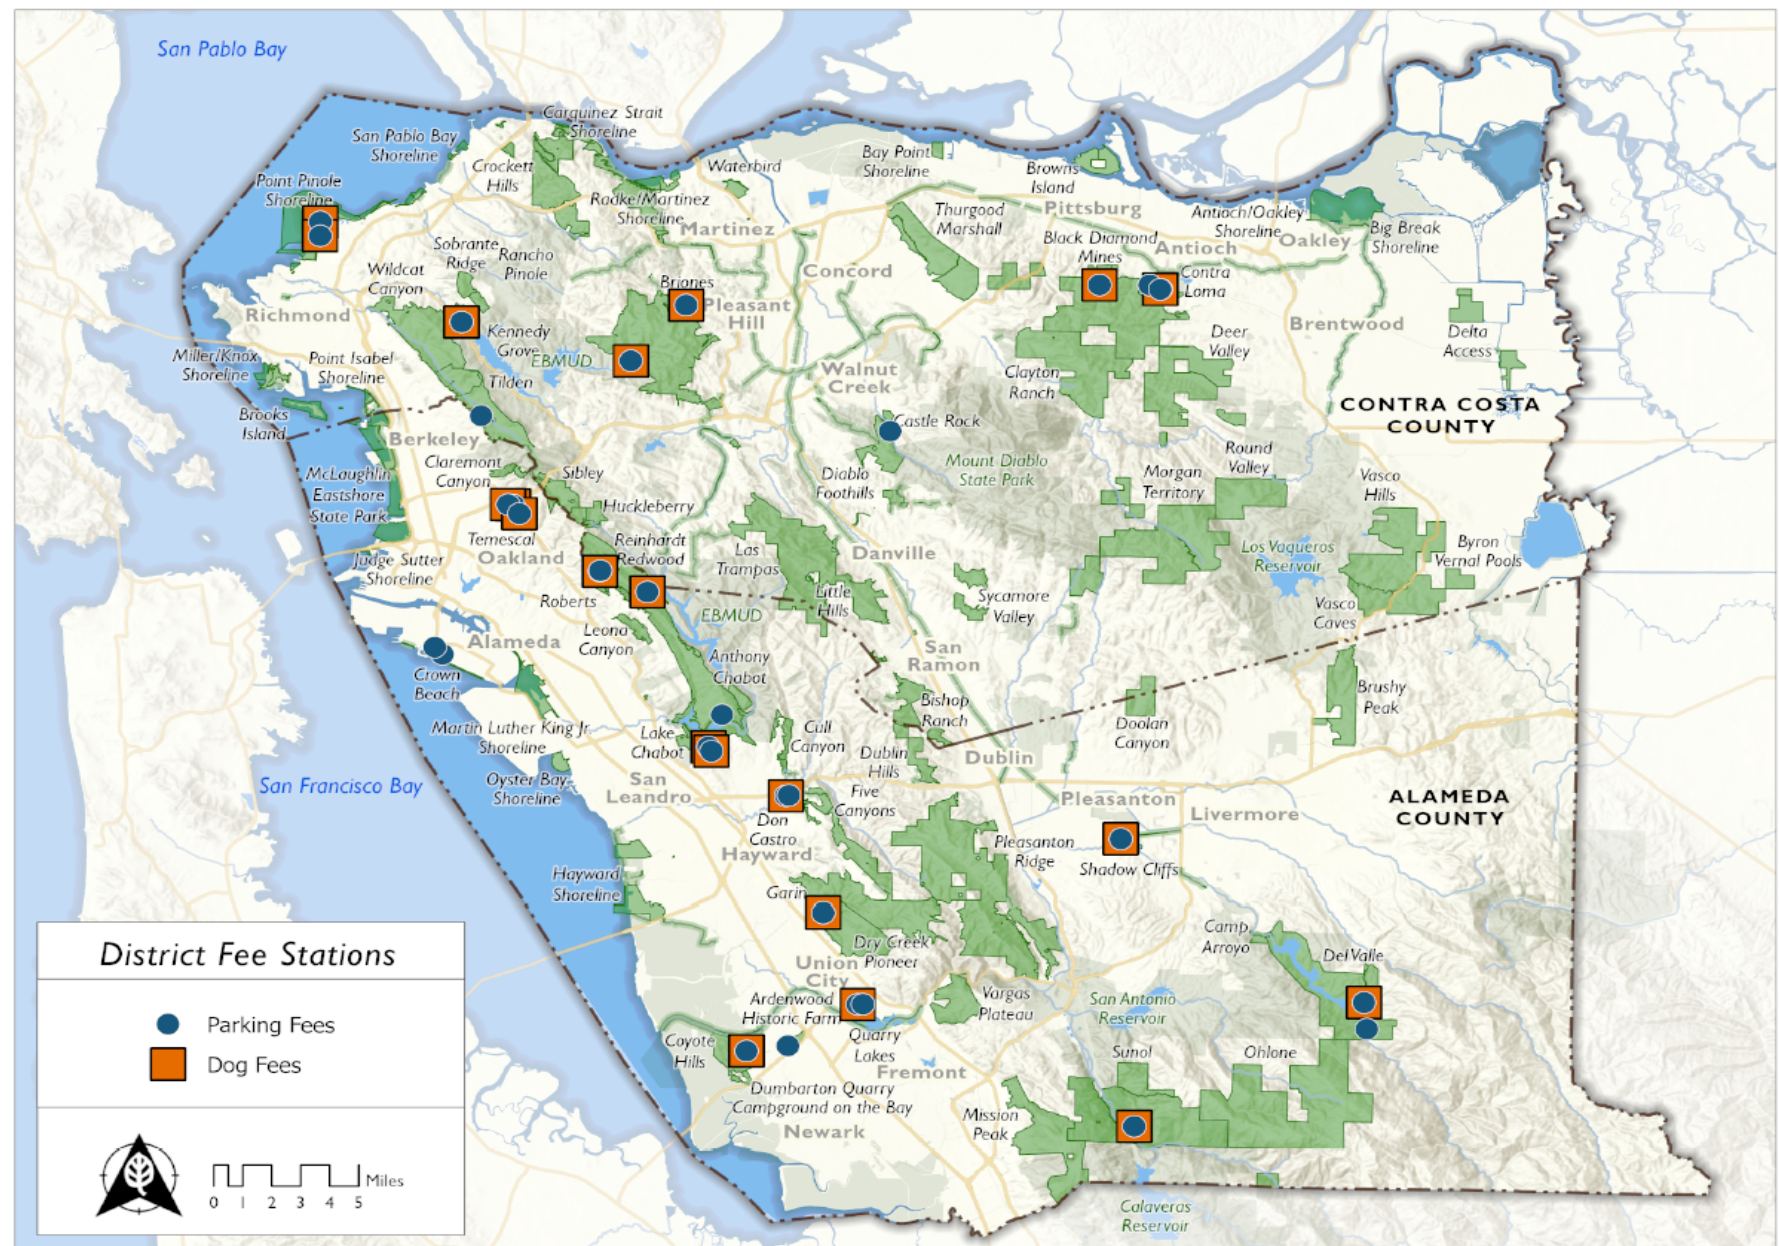 San Pablo Bay
Carquinez Strait
Shoreline
San Pablo Bay
Shoreline
Crockett
Hills
Waterbird
Bay Point
Shoreline
Browns
Island
Point Pinole
Shoreline
Radke/Martinez
Shoreline
Martinez
Thurgood
Marshall
Pittsburg
Antioch/Oakley
Shoreline
Oakley
Big Break
Shoreline
Black Diamond
Mines
Antioch
Sobrante
Ridge
Rancho
Pinole
Wildcat
Canyon
Concord
Contra
Loma
Briones
Pleasant
Hill
Richmond
Kennedy
Grove
EBMUD
Deer
Valley
Brentwood
Delta
Access
Miller/Knox
Shoreline
Point Isabel
Shoreline
Tilden
Walnut
Creek
Clayton
Ranch
CONTRA COSTA
COUNTY
Brooks
Island
Berkeley
Castle Rock
Claremont
Canyon
Sibley
Mount Diablo
State Park
Round
Valley
McLaughlin
Eastshore
State Park
Diablo
Foothills
Morgan
Territory
Vasco
Hills
Huckleberry
Temescal
Oakland
Reinhardt
Redwood
Las
Trampas
Danville
Los Vaqueros
Reservoir
Byron
Vernal Pools
Judge Sutter
Shoreline
Roberts
Little
Hills
Sycamore
Valley
Vasco
Caves
EBMUD
Alameda
Leona
Canyon
San
Ramon
Anthony
Chabot
Crown
Beach
Brushy
Peak
Bishop
Ranch
Doolan
Canyon
Martin Luther King Jr.
Shoreline
Lake
Chabot
Cull
Canyon
Dublin
Hills
Dublin
San Francisco Bay
Oyster Bay
Shoreline
San
Leandro
Five
Canyons
Pleasanton
Livermore
ALAMEDA
COUNTY
Don
Castro
Hayward
Pleasanton
Ridge
Shadow Cliffs
Hayward
Shoreline
Garin
Camp
Arroyo
Del Valle
Dry Creek
Pioneer
Union
City
Ardenwood
Historic Farm
Vargas
Plateau
San Antonio
Reservoir
Coyote
Hills
Quarry
Lakes
Fremont
Sunol
Ohlone
Dumbarton Quarry
Campground on the Bay
Newark
Mission
Peak
Calaveras
Reservoir
District Fee Stations
Parking Fees
Dog Fees
Miles
0 1 2 3 4 5